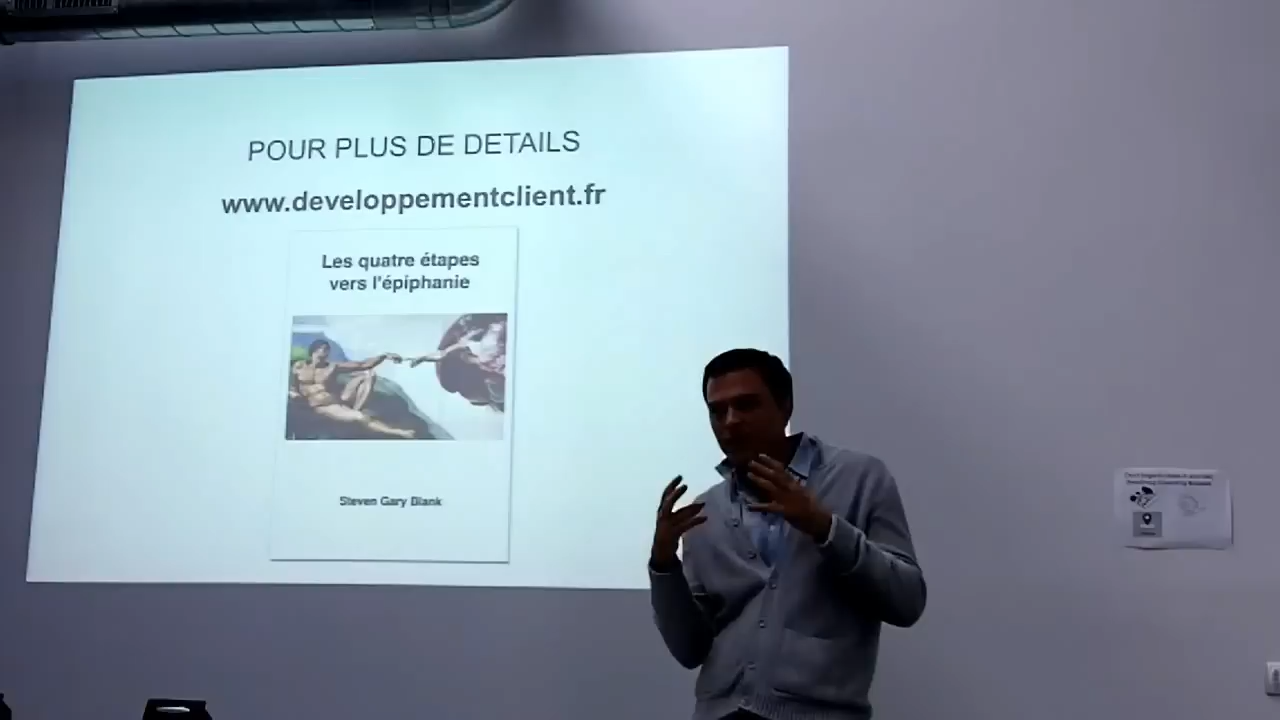 POUR PLUS DE DETAILS
www.developpementclient.fr
Les quatre étapes
vers l'épiphanie
Steven Gary Blank